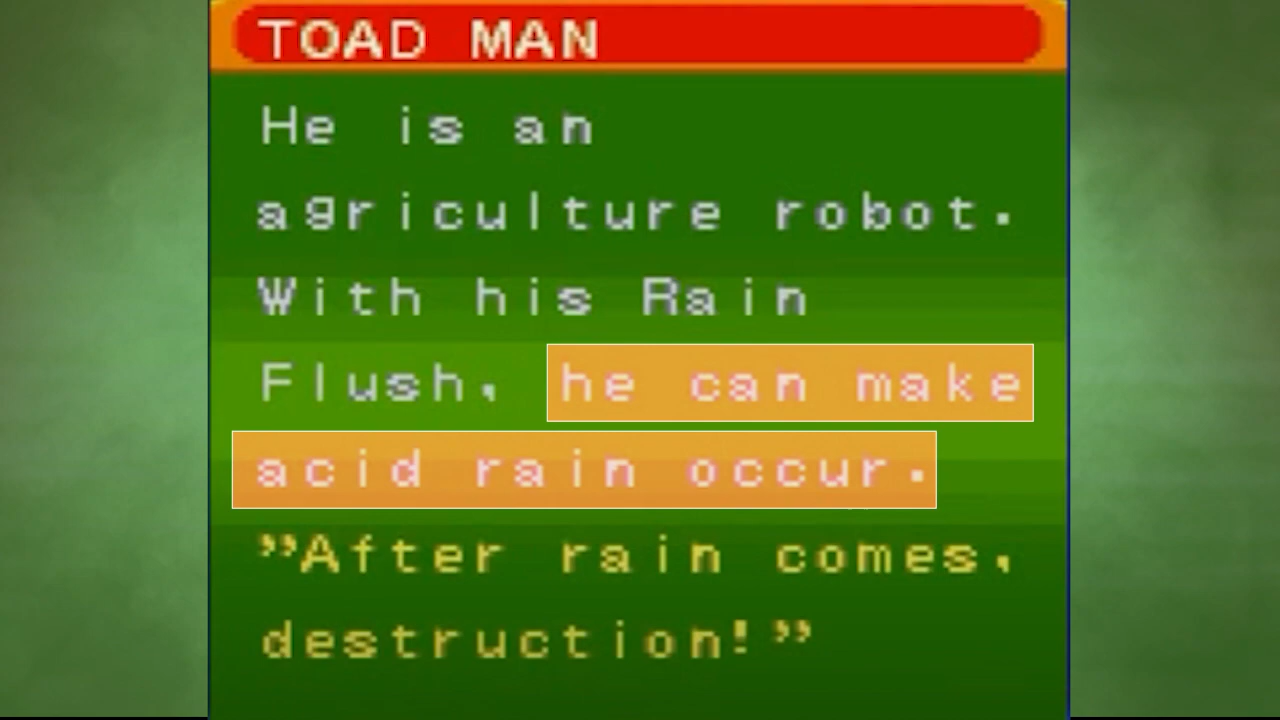 TOAD MAN
He is an
agriculture robot.
With his Rain
Flush, he can make
acid rain occur.
"After rain comes,
destruction!"